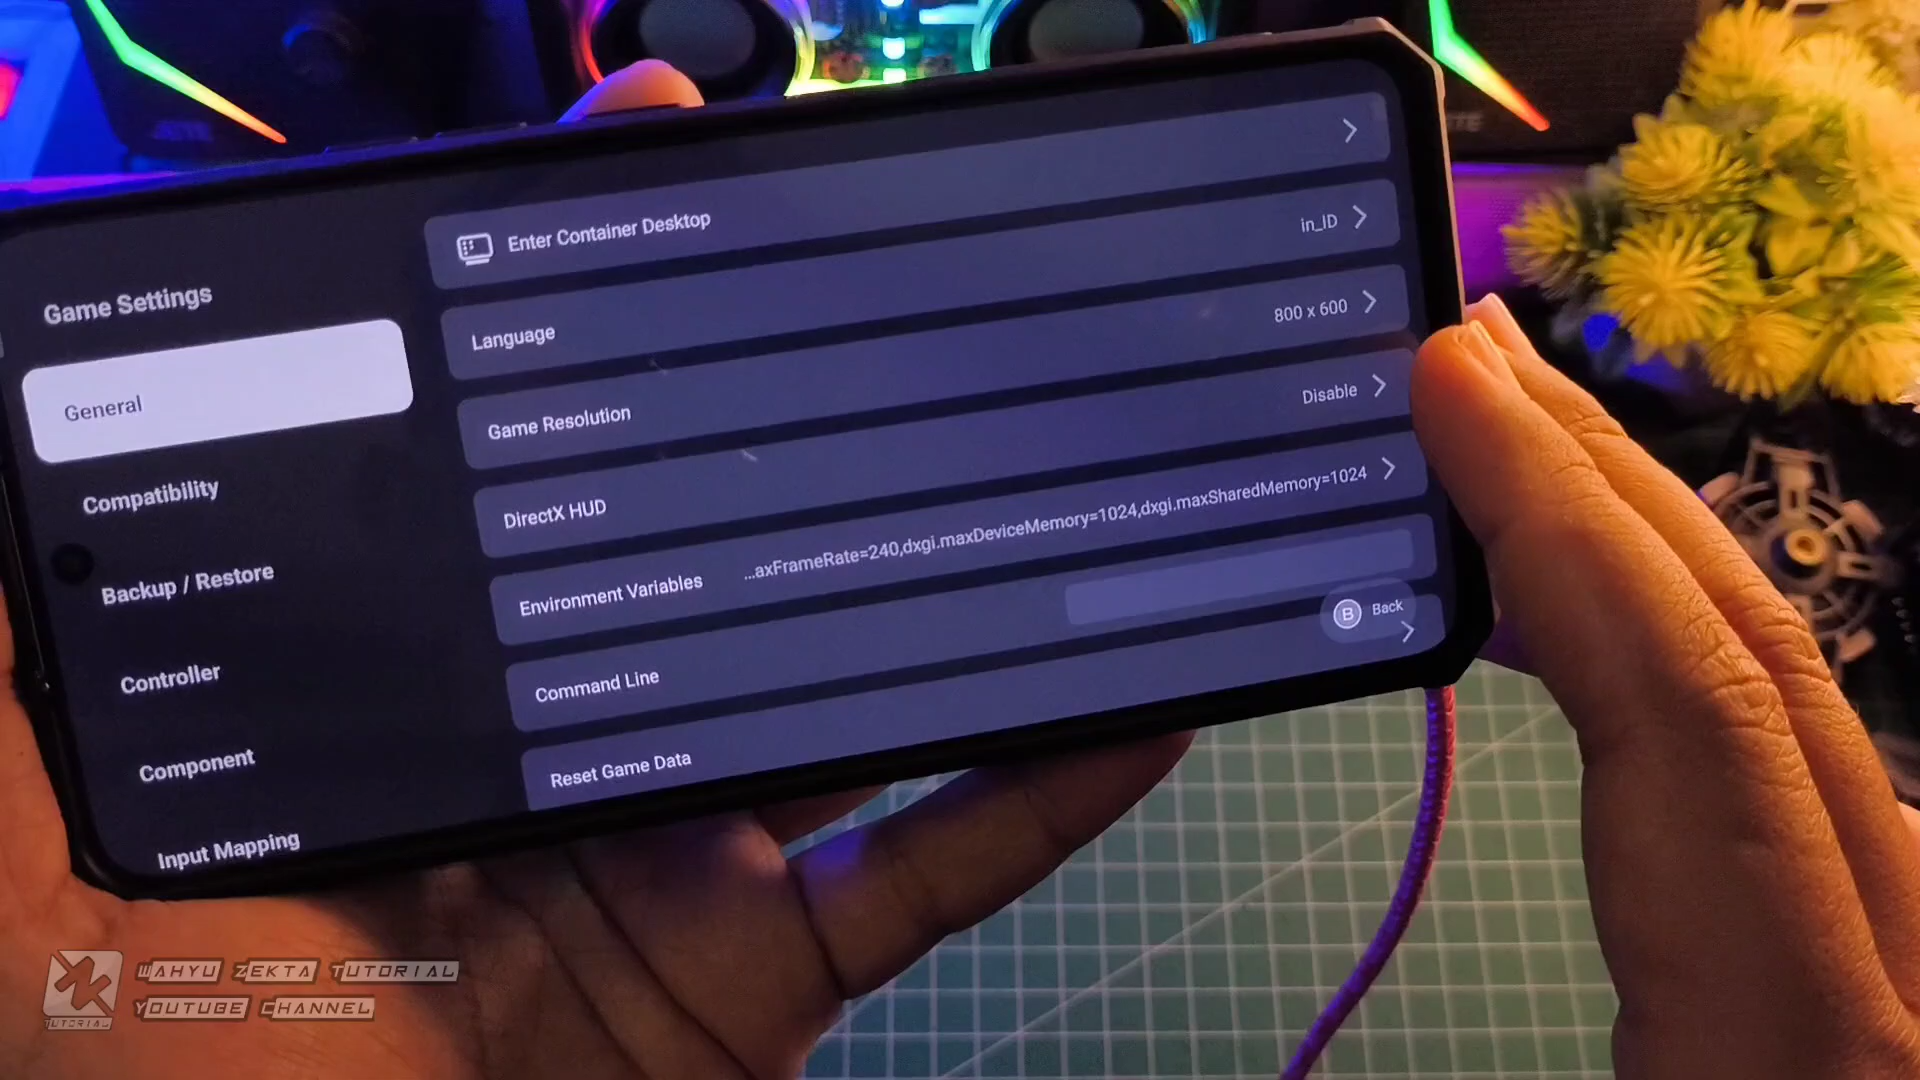 Game Settings
General
Compatibility
Backup / Restore
Controller
Component
Input Mapping
Enter Container Desktop
Language
in_ID
Game Resolution
800 x 600
DirectX HUD
Disable
Environment Variables
...axFrameRate=240,dxgi.maxDeviceMemory=1024,dxgi.maxSharedMemory=1024
Command Line
B Back
Reset Game Data
WAHYU ZEKTA TUTORIAL
YOUTUBE CHANNEL
TUTORIAL